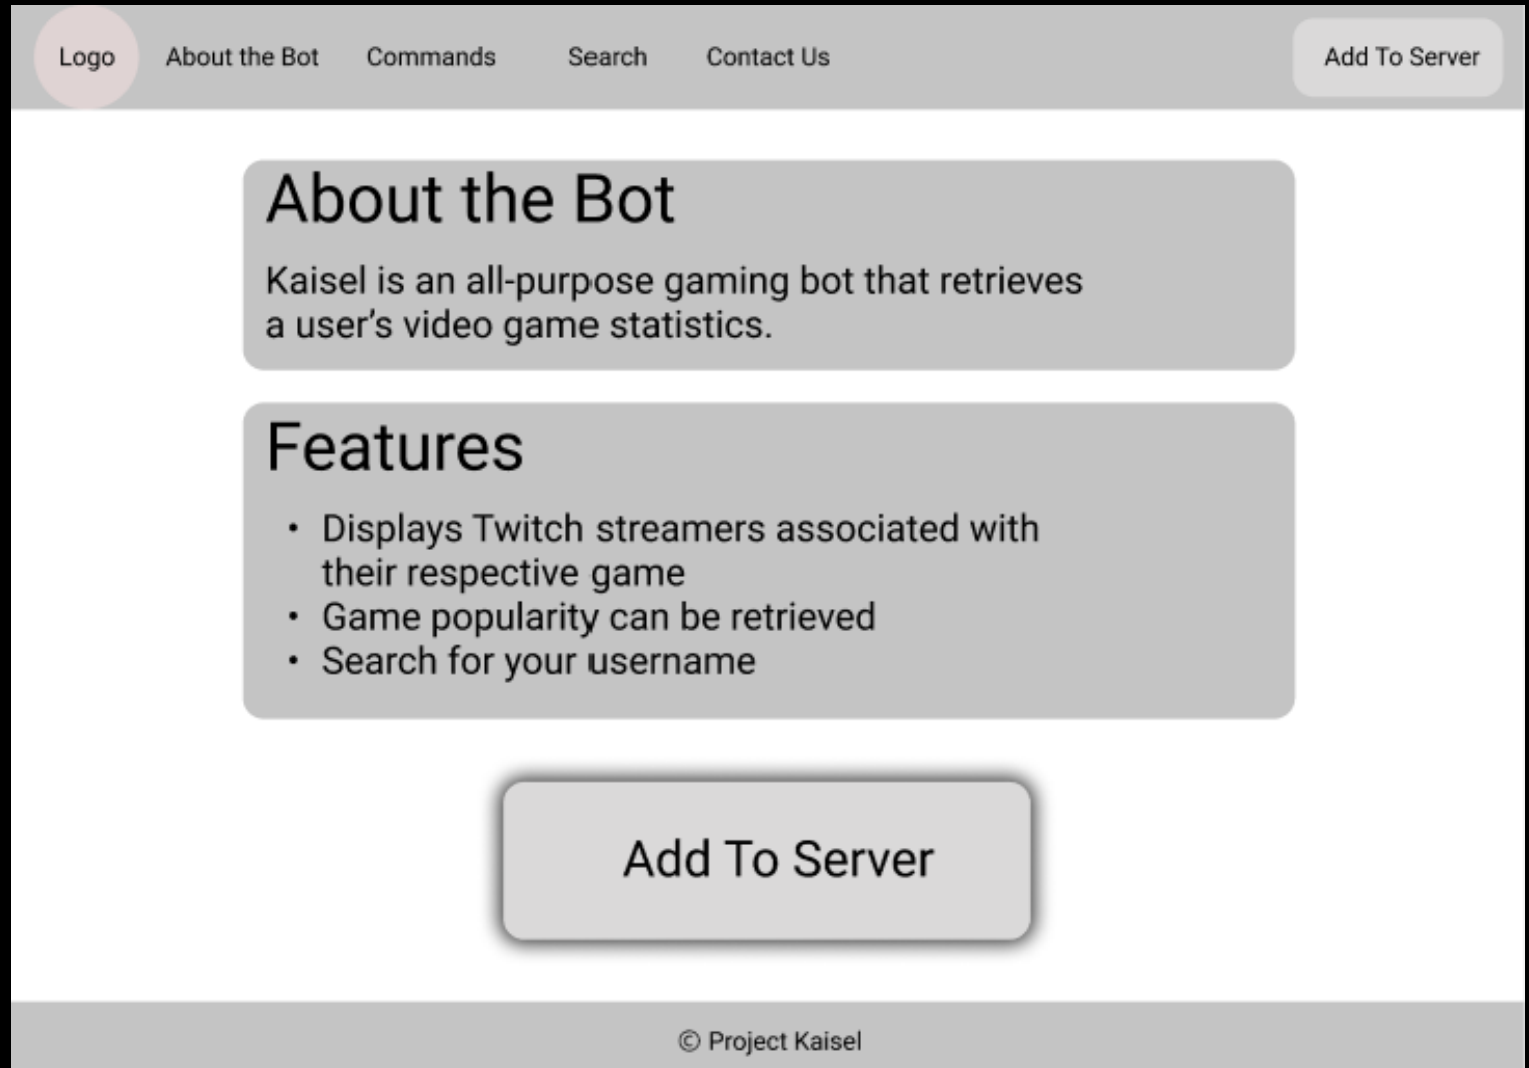 Logo
About the Bot
Commands
Search
Contact Us
Add To Server
About the Bot
Kaisel is an all-purpose gaming bot that retrieves
a user’s video game statistics.
Features
• Displays Twitch streamers associated with
their respective game
• Game popularity can be retrieved
• Search for your username
Add To Server
© Project Kaisel